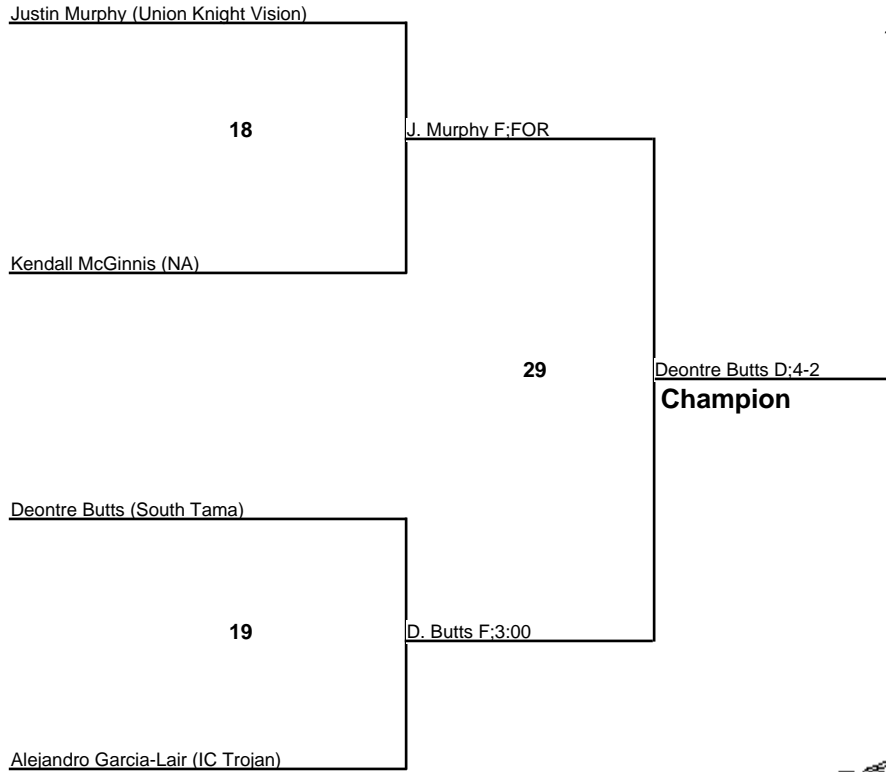 Justin Murphy (Union Knight Vision)
18
J. Murphy F;FOR
Kendall McGinnis (NA)
29
Deontre Butts D;4-2
Champion
Deontre Butts (South Tama)
19
D. Butts F;3:00
Alejandro Garcia-Lair (IC Trojan)